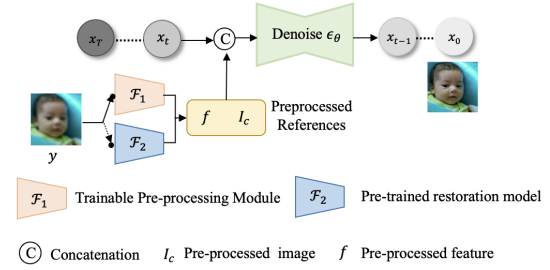 x_T x_t C Denoise ϵ_θ x_{t−1} x_0
ℱ_1
f I_c Preprocessed
References
ℱ_2
y
ℱ_1 Trainable Pre-processing Module ℱ_2 Pre-trained restoration model
C Concatenation I_c Pre-processed image f Pre-processed feature